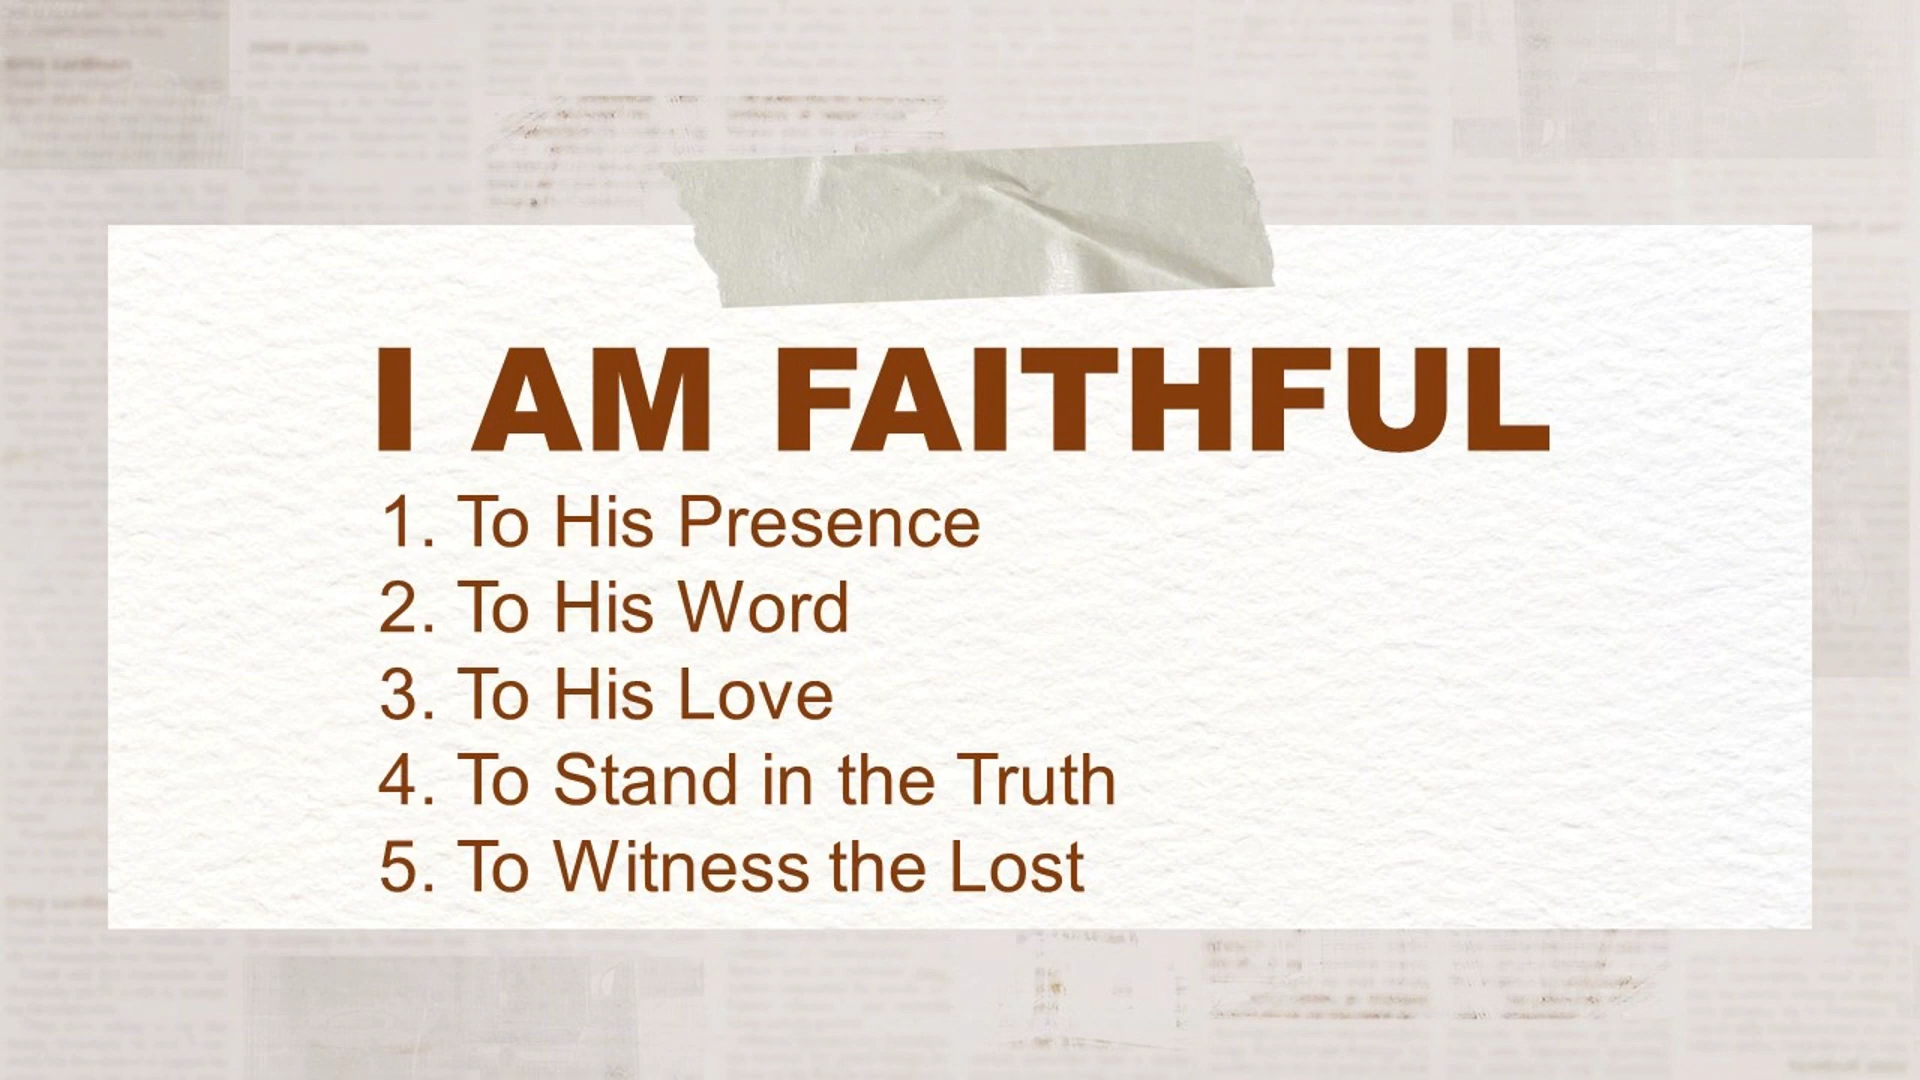 I AM FAITHFUL
1. To His Presence
2. To His Word
3. To His Love
4. To Stand in the Truth
5. To Witness the Lost